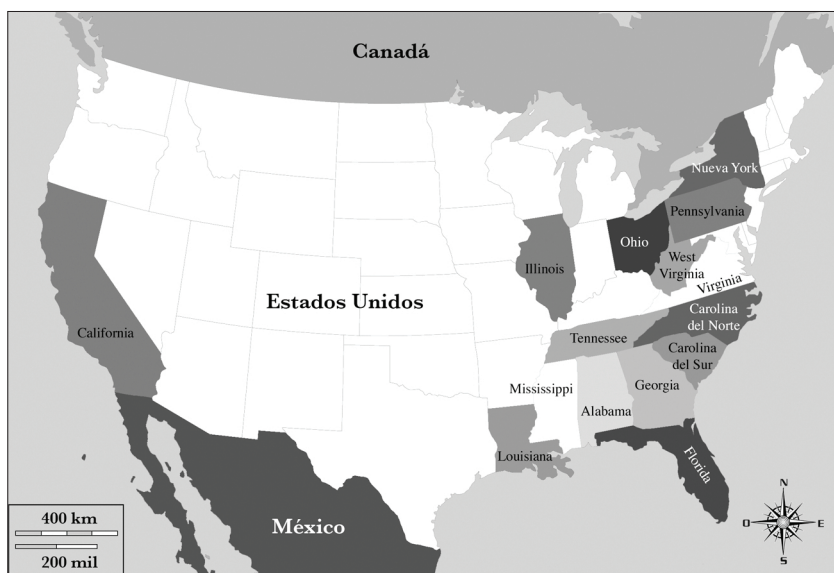 Canadá
Nueva York
Pennsylvania
Ohio
West
Virginia
Illinois
Virginia
Estados Unidos
Carolina
del Norte
California
Tennessee
Carolina
del Sur
Mississippi
Georgia
Alabama
Louisiana
Florida
México
400 km
200 mil
N
O
E
S